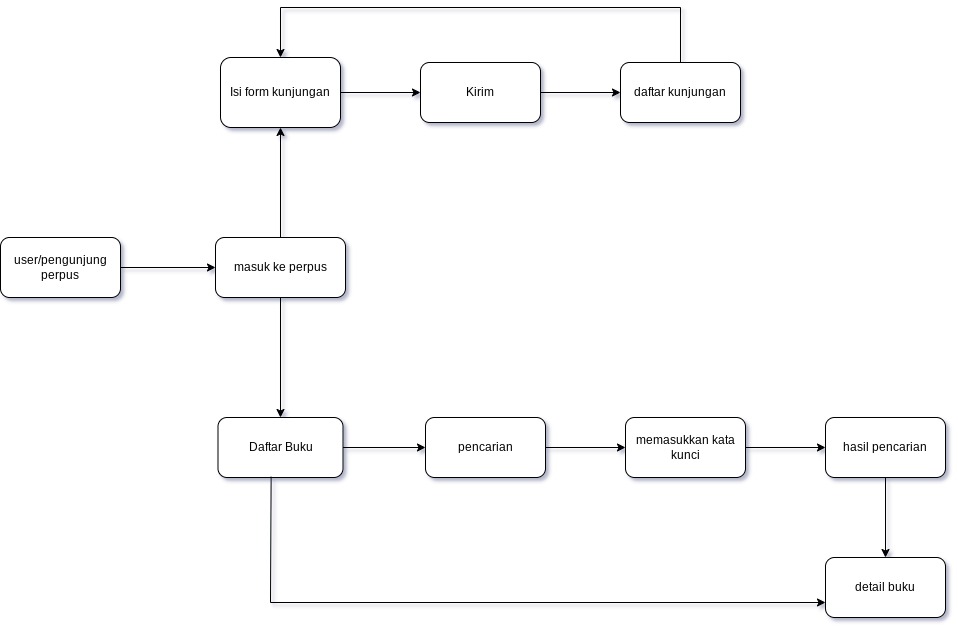 Isi form kunjungan
Kirim
daftar kunjungan
user/pengunjung
perpus
masuk ke perpus
Daftar Buku
pencarian
memasukkan kata
kunci
hasil pencarian
detail buku